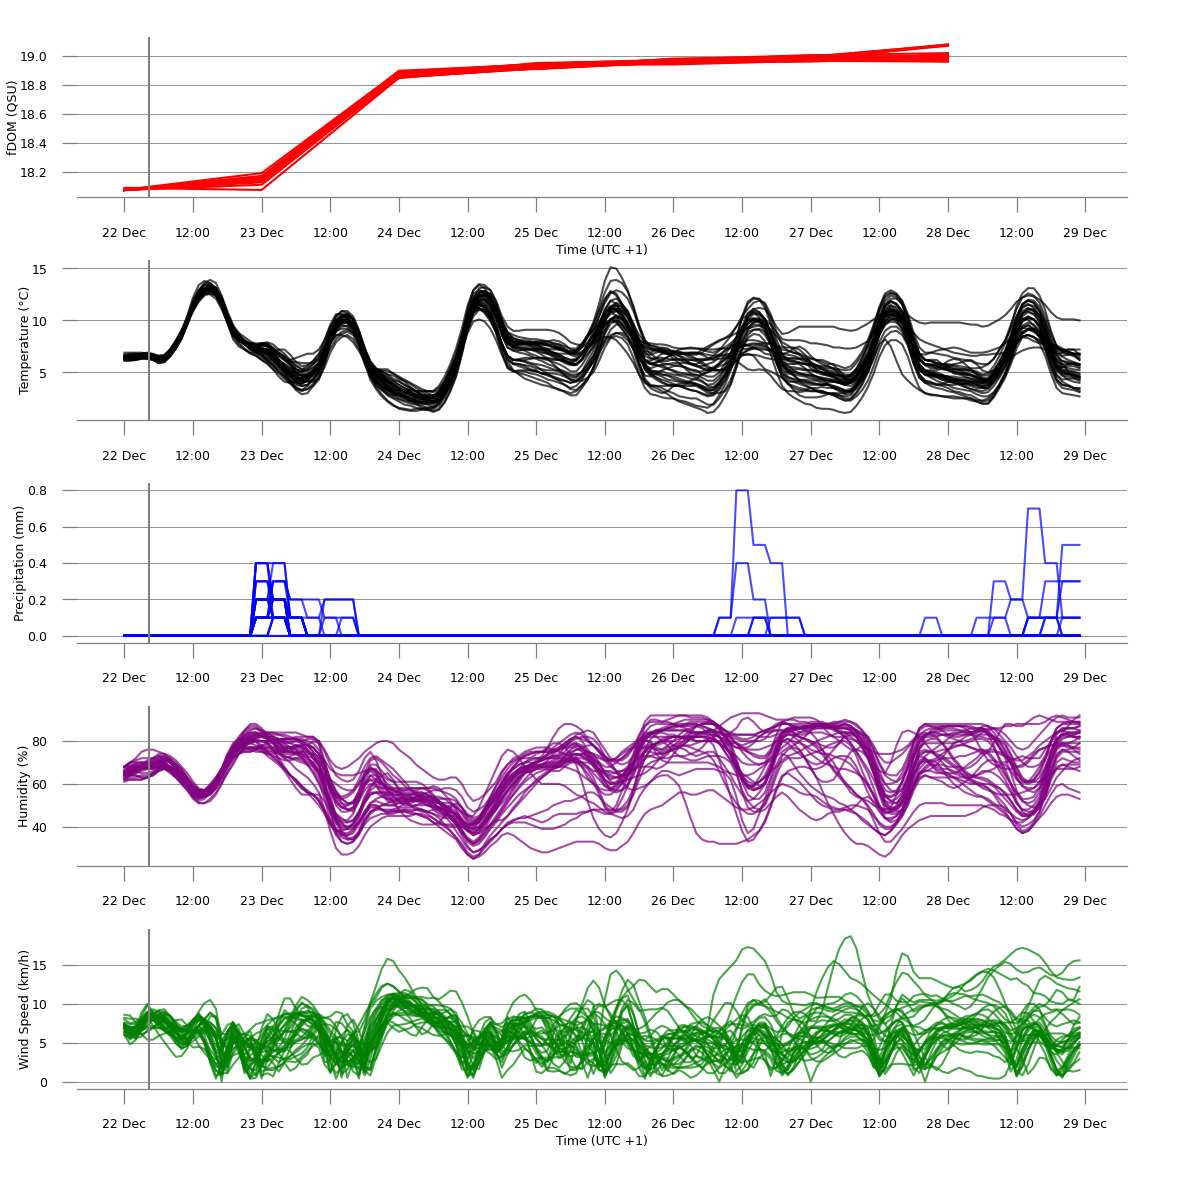 fDOM (QSU)
19.0
18.8
18.6
18.4
18.2
22 Dec 12:00 23 Dec 12:00 24 Dec 12:00 25 Dec 12:00 26 Dec 12:00 27 Dec 12:00 28 Dec 12:00 29 Dec
Time (UTC +1)
Temperature (°C)
15
10
5
22 Dec 12:00 23 Dec 12:00 24 Dec 12:00 25 Dec 12:00 26 Dec 12:00 27 Dec 12:00 28 Dec 12:00 29 Dec
Precipitation (mm)
0.8
0.6
0.4
0.2
0.0
22 Dec 12:00 23 Dec 12:00 24 Dec 12:00 25 Dec 12:00 26 Dec 12:00 27 Dec 12:00 28 Dec 12:00 29 Dec
Humidity (%)
80
60
40
22 Dec 12:00 23 Dec 12:00 24 Dec 12:00 25 Dec 12:00 26 Dec 12:00 27 Dec 12:00 28 Dec 12:00 29 Dec
Wind Speed (km/h)
15
10
5
0
22 Dec 12:00 23 Dec 12:00 24 Dec 12:00 25 Dec 12:00 26 Dec 12:00 27 Dec 12:00 28 Dec 12:00 29 Dec
Time (UTC +1)